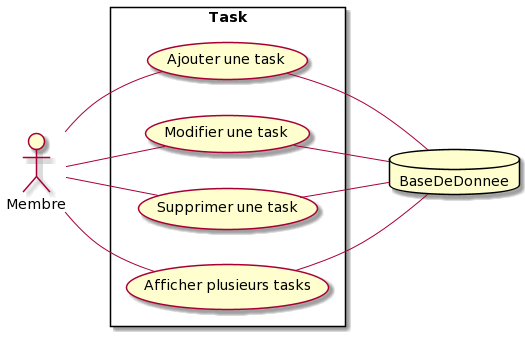 Task
Ajouter une task
Modifier une task
Supprimer une task
Afficher plusieurs tasks
Membre
BaseDeDonnee